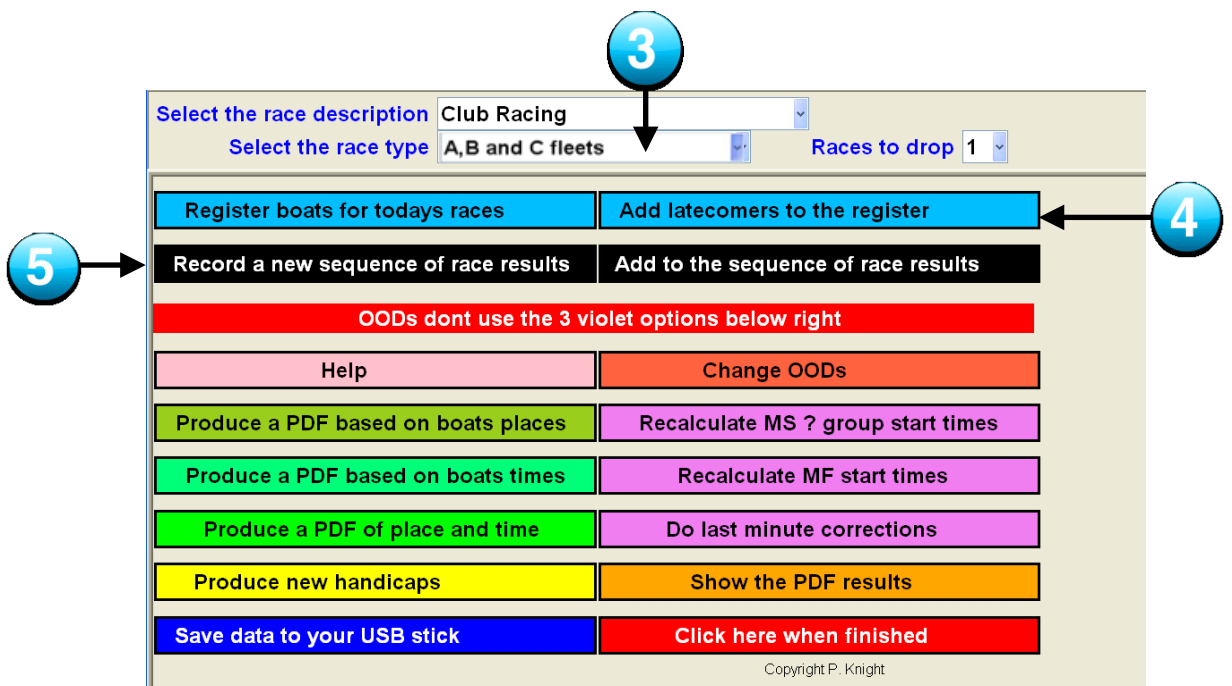 3
Select the race description Club Racing
Select the race type A,B and C fleets Races to drop 1
Register boats for todays races Add latecomers to the register
4
5
Record a new sequence of race results Add to the sequence of race results
OODs dont use the 3 violet options below right
Help Change OODs
Produce a PDF based on boats places Recalculate MS ? group start times
Produce a PDF based on boats times Recalculate MF start times
Produce a PDF of place and time Do last minute corrections
Produce new handicaps Show the PDF results
Save data to your USB stick Click here when finished
Copyright P. Knight